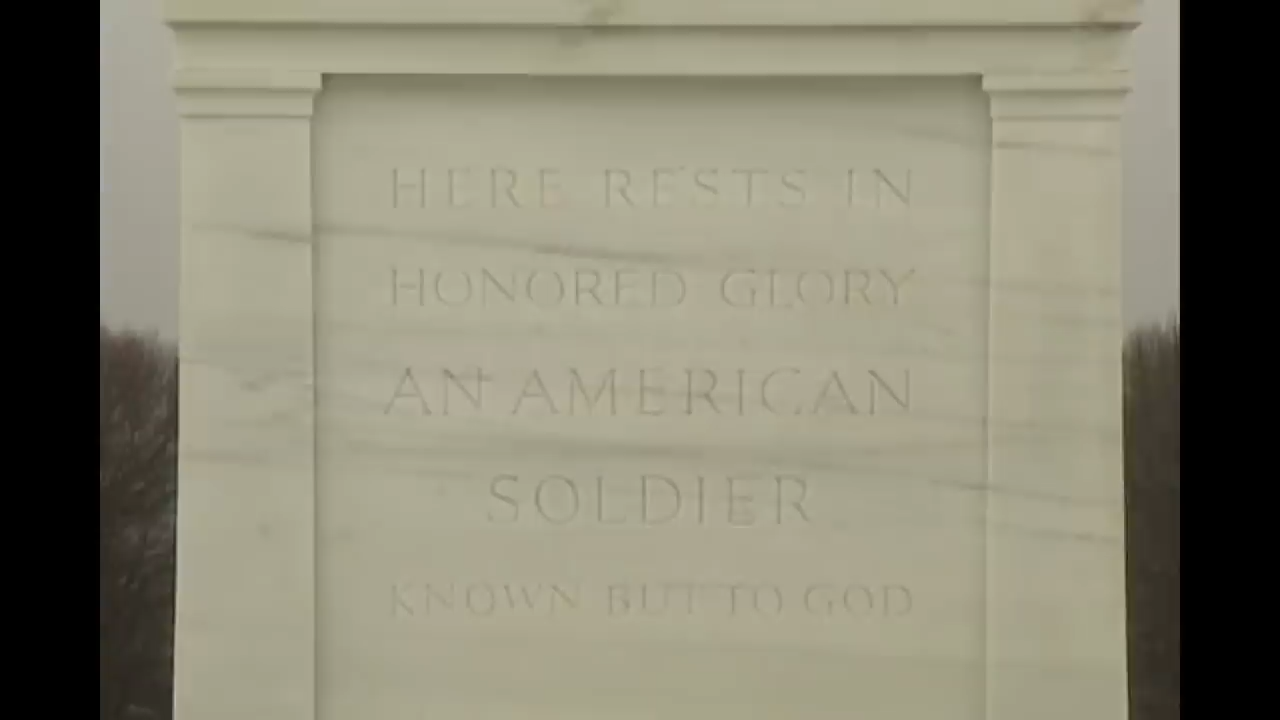 HERE RESTS IN
HONORED GLORY
AN AMERICAN
SOLDIER
KNOWN BUT TO GOD